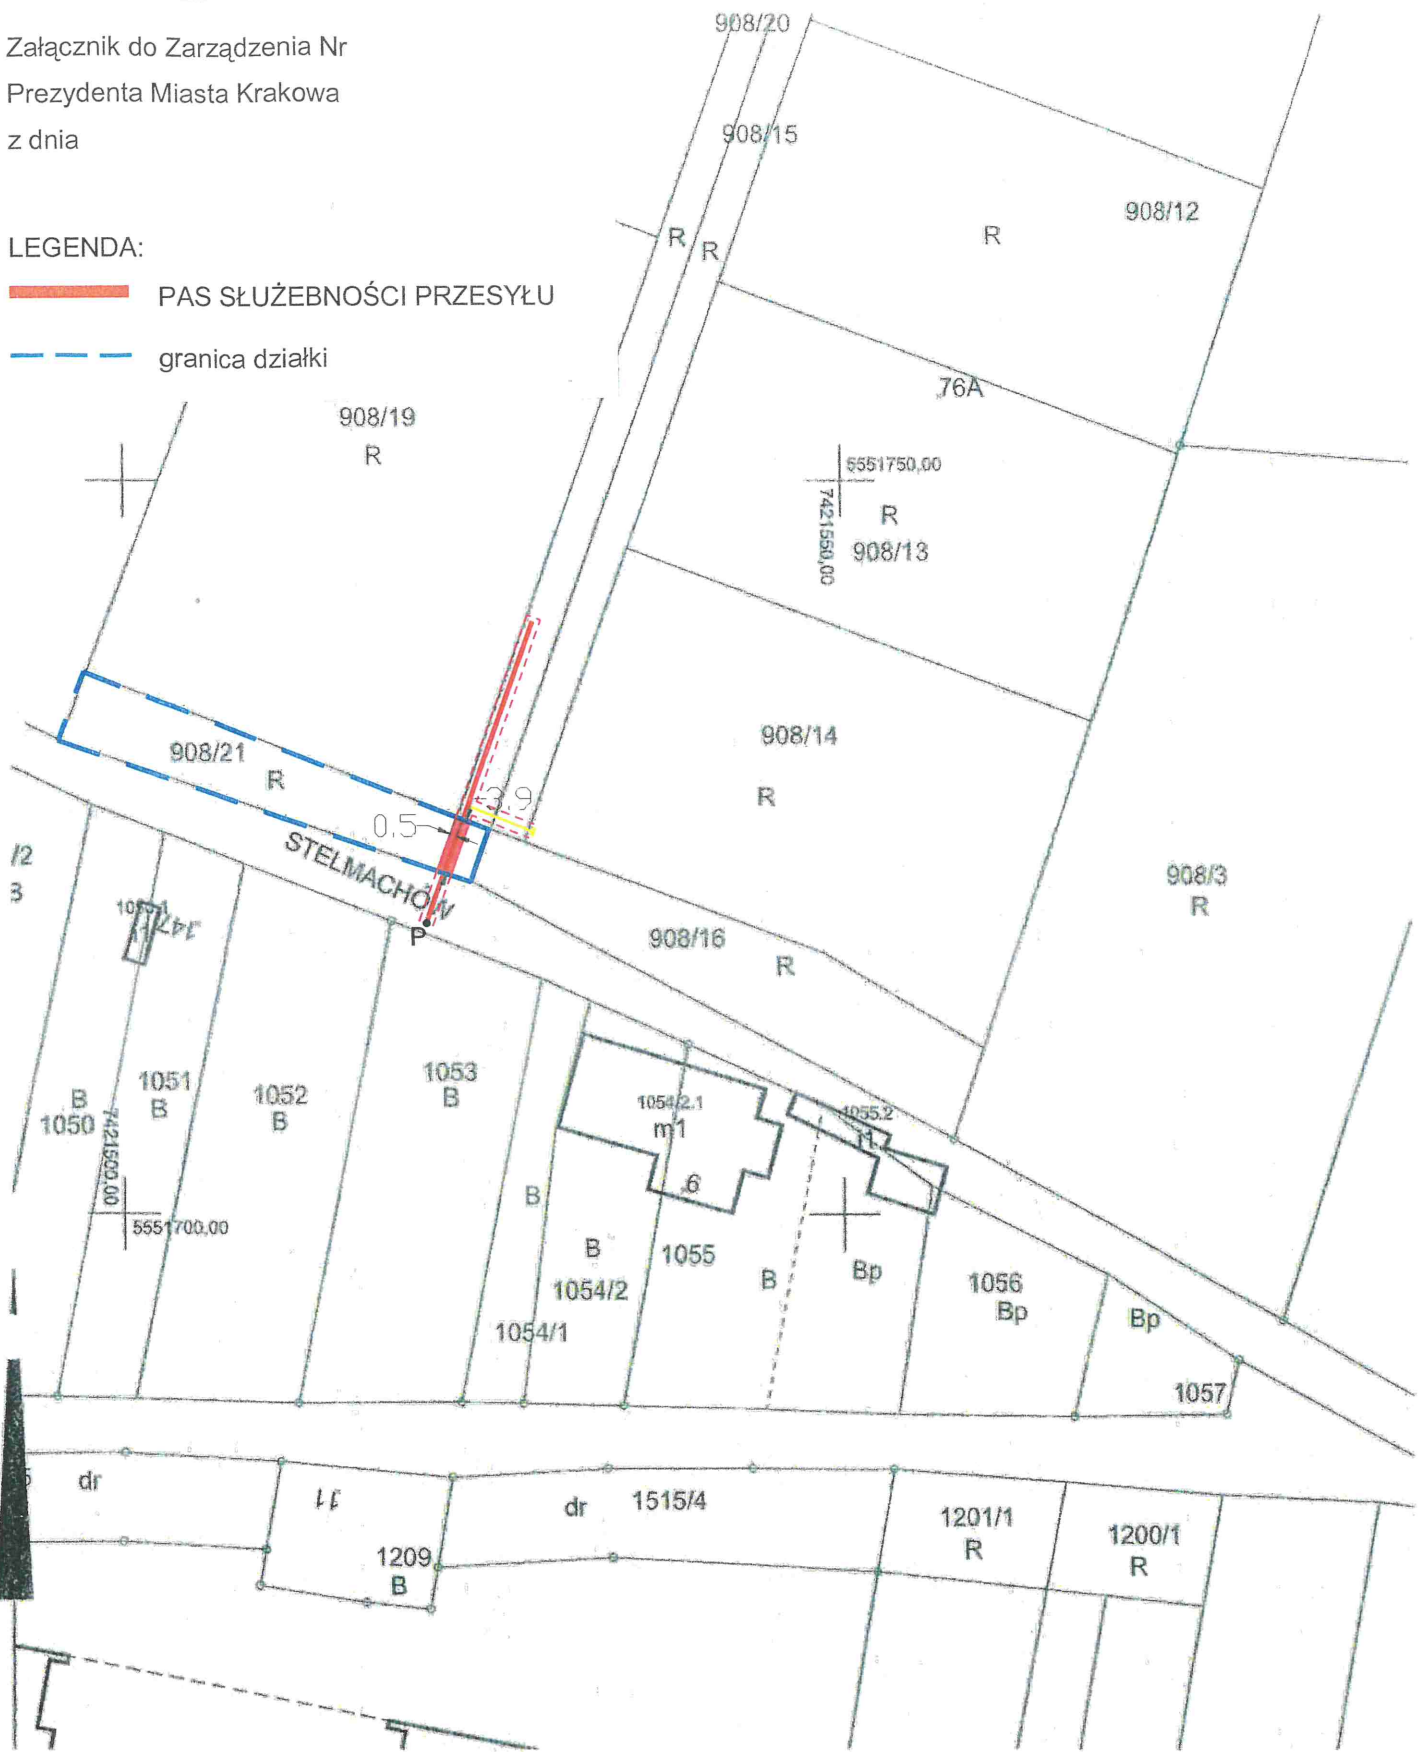 Załącznik do Zarządzenia Nr
Prezydenta Miasta Krakowa
z dnia
LEGENDA:
PAS SŁUŻEBNOŚCI PRZESYŁU
granica działki
908/20
908/15
908/12
R
R
R
908/19
R
76A
5551750,00
7421550,00
R
908/13
908/14
R
908/21
R
3.9
0.5
STELMACHÓW
P
908/3
R
908/16
R
/2
147
1053
B
1051
B
1052
B
B
1050
7421500,00
5551700,00
1054/2.1
m1
6
1055.2
i1
B
B
1054/2
1054/1
1055
B
Bp
1056
Bp
Bp
1057
dr
11
dr
1515/4
1209
B
1201/1
R
1200/1
R